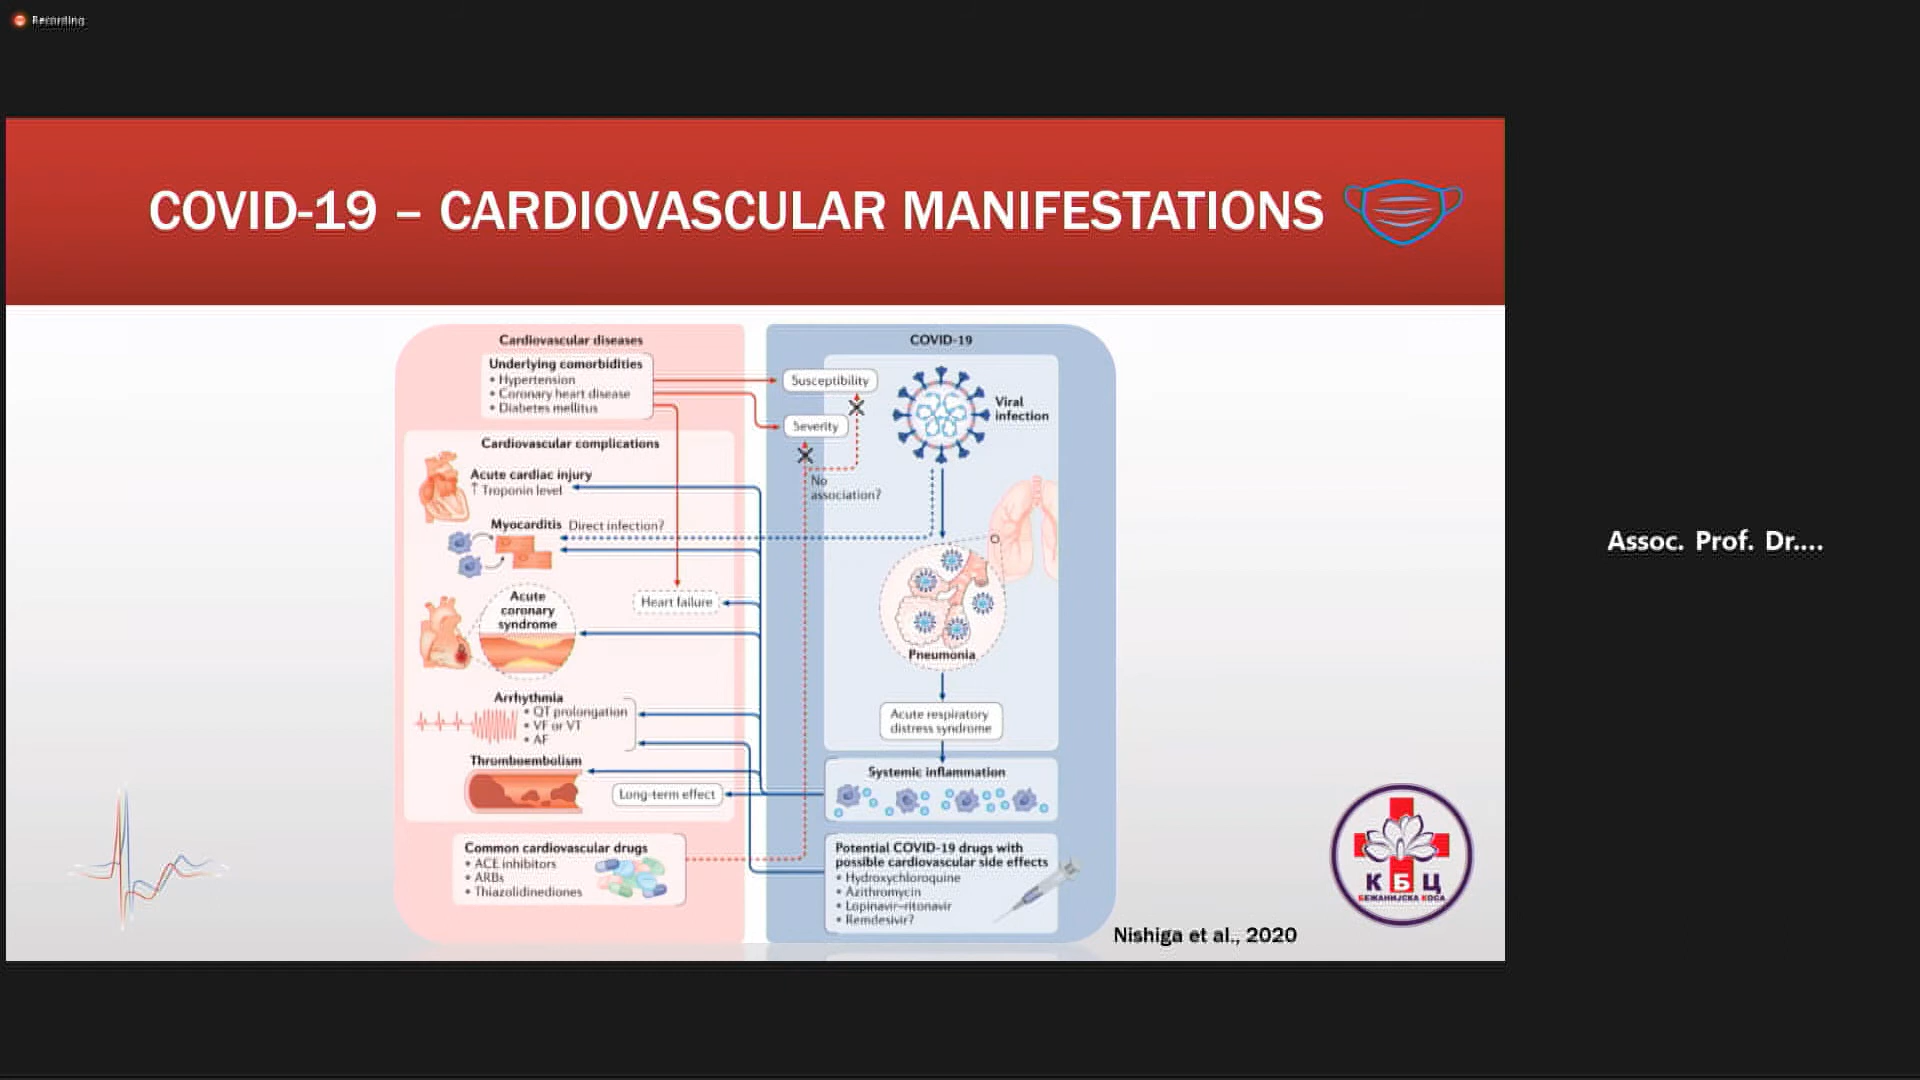 Recording
COVID-19 – CARDIOVASCULAR MANIFESTATIONS
Cardiovascular diseases
Underlying comorbidities
• Hypertension
• Coronary heart disease
• Diabetes mellitus
Cardiovascular complications
Acute cardiac injury
↑ Troponin level
Myocarditis Direct infection?
Heart failure
Acute
coronary
syndrome
Arrhythmia
• QT prolongation
• VF or VT
• AF
Thromboembolism
Long-term effect
Common cardiovascular drugs
• ACE inhibitors
• ARBs
• Thiazolidinediones
COVID-19
Susceptibility
Severity
No
association?
Viral
infection
Pneumonia
Acute respiratory
distress syndrome
Systemic inflammation
Potential COVID-19 drugs with
possible cardiovascular side effects
• Hydroxychloroquine
• Azithromycin
• Lopinavir–ritonavir
• Remdesivir?
Nishiga et al., 2020
К Б Ц
БЕЖАНИЈСКА КОСА
Assoc. Prof. Dr....